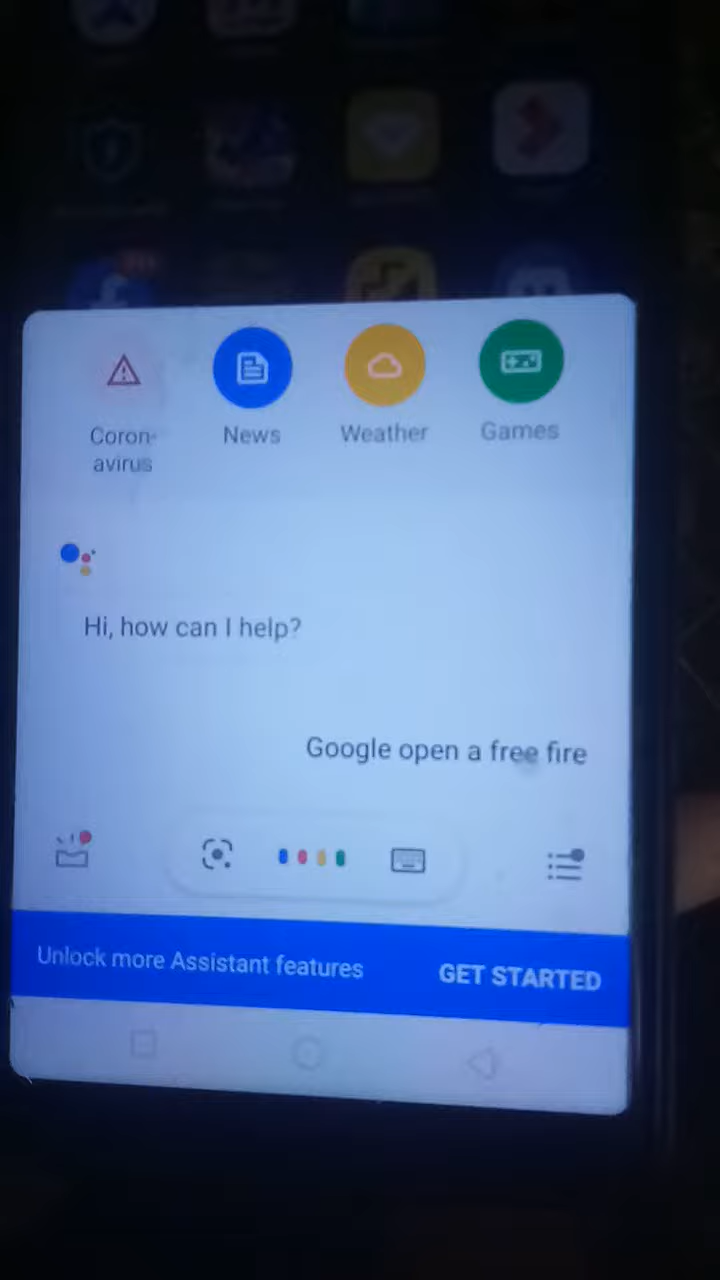 Coron-
avirus
News
Weather
Games
Hi, how can I help?
Google open a free fire
Unlock more Assistant features
GET STARTED